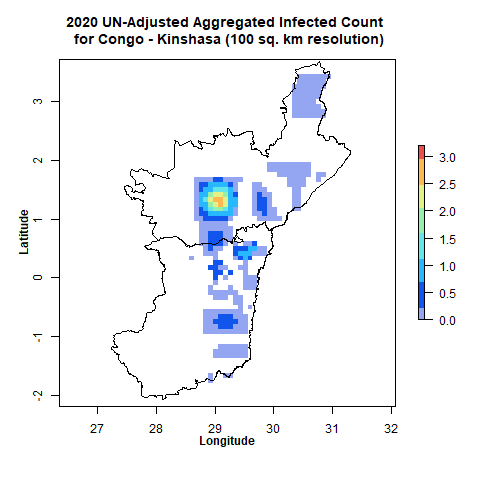 2020 UN-Adjusted Aggregated Infected Count
for Congo - Kinshasa (100 sq. km resolution)
3
2
1
0
-1
-2
Latitude
27 28 29 30 31 32
Longitude
3.0
2.5
2.0
1.5
1.0
0.5
0.0